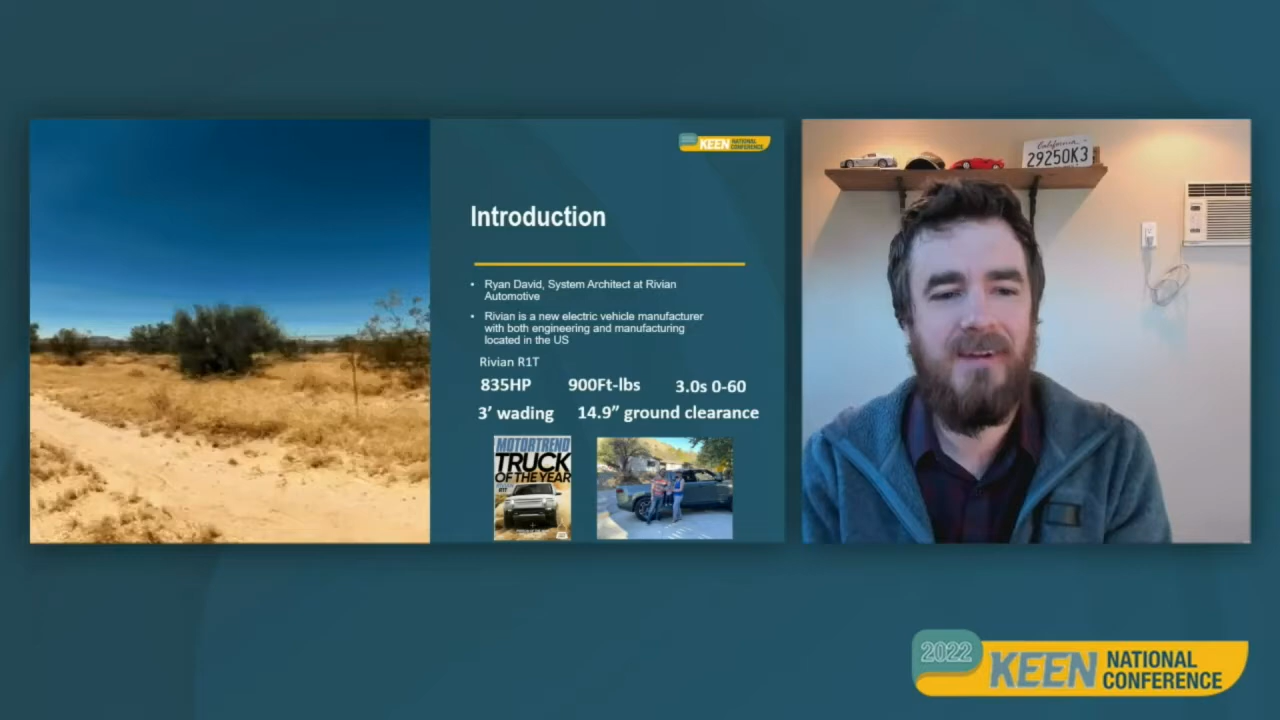 KEEN NATIONAL
CONFERENCE
Introduction
• Ryan David, System Architect at Rivian
Automotive
• Rivian is a new electric vehicle manufacturer
with both engineering and manufacturing
located in the US
Rivian R1T
835HP 900Ft-lbs 3.0s 0-60
3’ wading 14.9” ground clearance
MOTORTREND
TRUCK
OF THE YEAR
R1T
California
29250K3
2022 KEEN NATIONAL
CONFERENCE